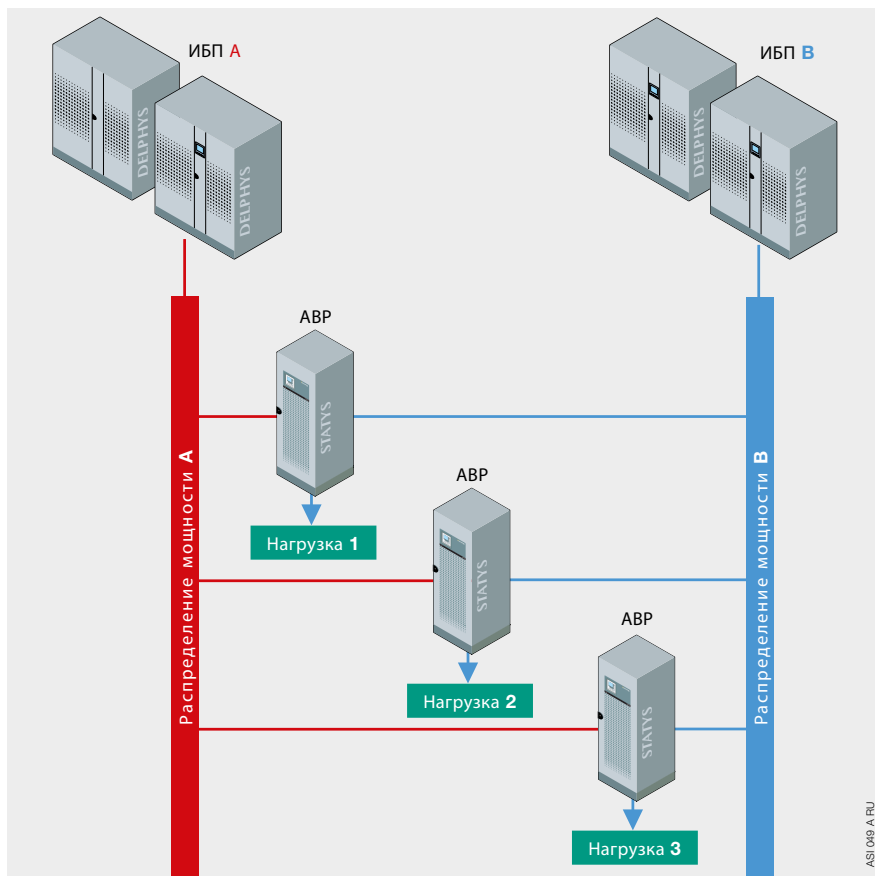 ИБП A
ИБП B
DELPHYS
DELPHYS
DELPHYS
DELPHYS
АВР
STATYS
Нагрузка 1
АВР
STATYS
Нагрузка 2
АВР
STATYS
Нагрузка 3
Распределение мощности A
Распределение мощности B
ASI 049 A RU